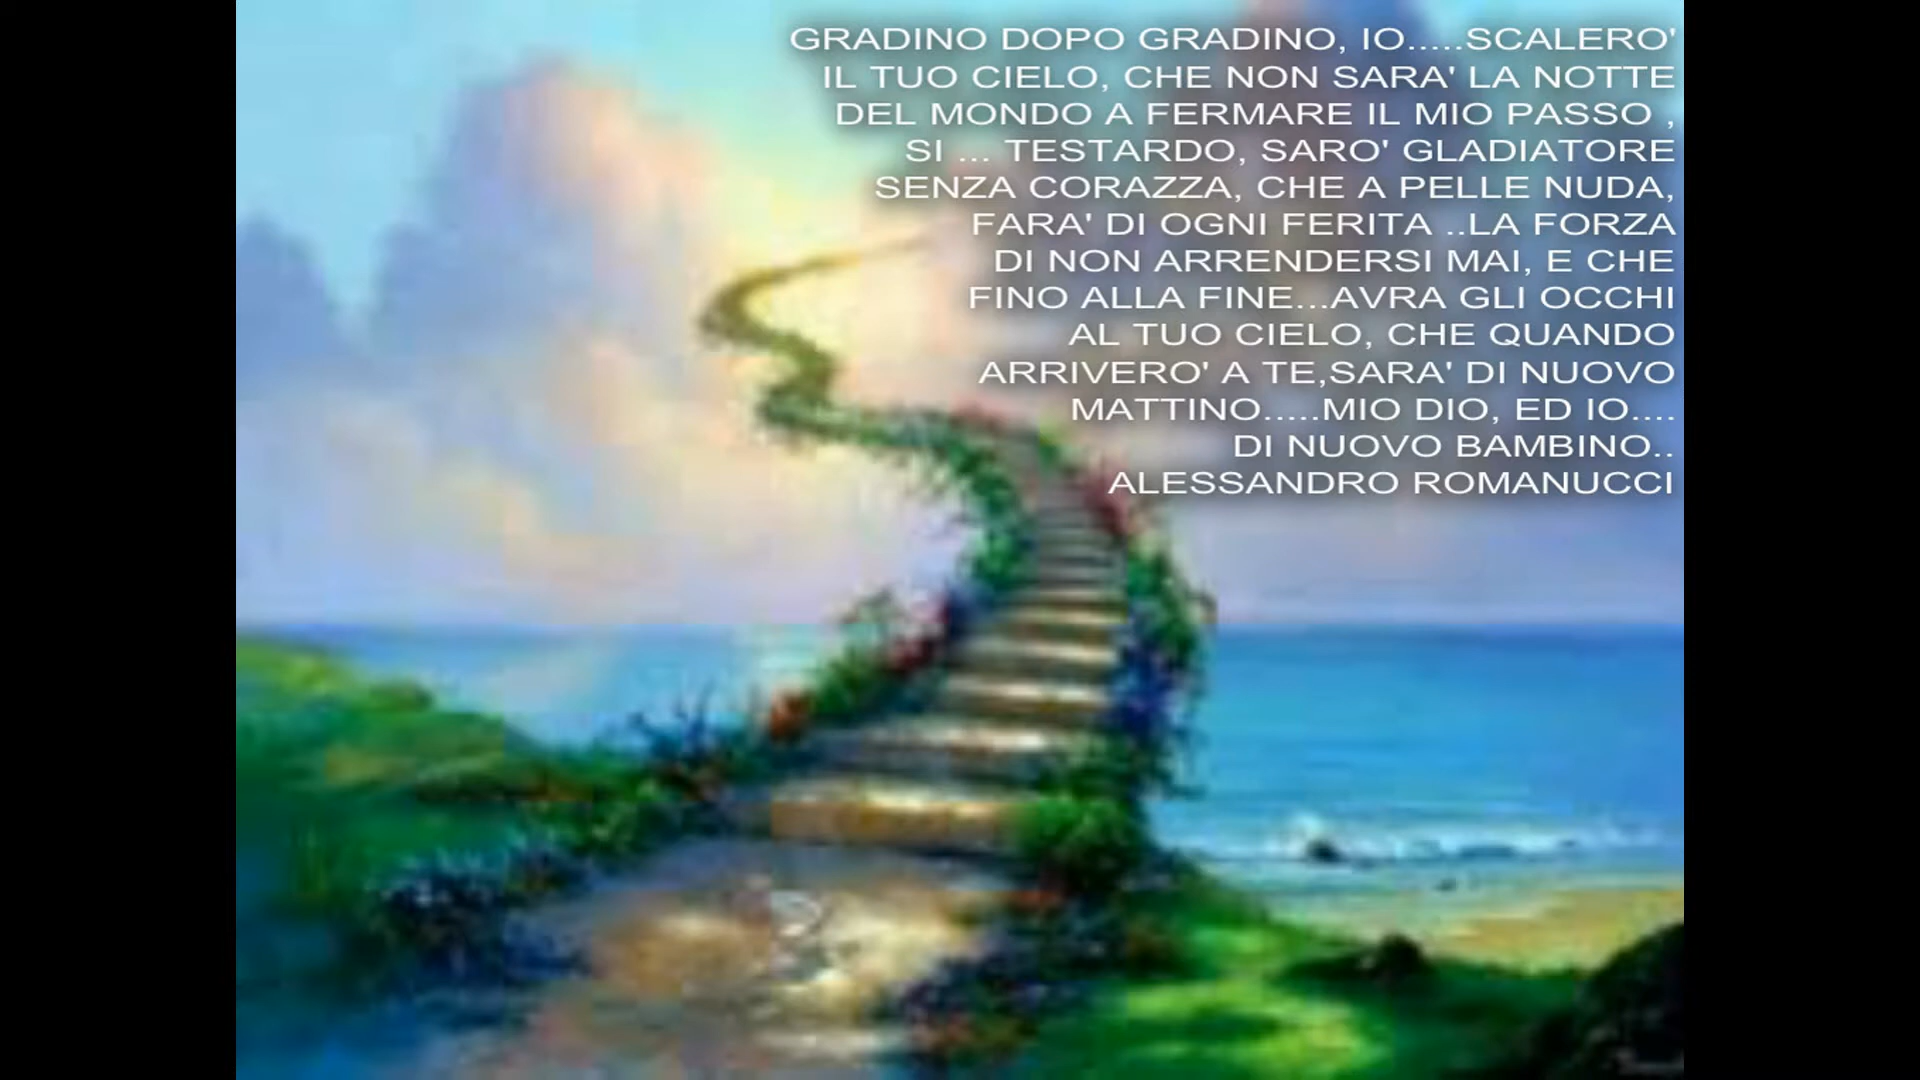 GRADINO DOPO GRADINO, IO.....SCALERO'
IL TUO CIELO, CHE NON SARA' LA NOTTE
DEL MONDO A FERMARE IL MIO PASSO ,
SI ... TESTARDO, SARO' GLADIATORE
SENZA CORAZZA, CHE A PELLE NUDA,
FARA' DI OGNI FERITA ..LA FORZA
DI NON ARRENDERSI MAI, E CHE
FINO ALLA FINE...AVRA GLI OCCHI
AL TUO CIELO, CHE QUANDO
ARRIVERO' A TE,SARA' DI NUOVO
MATTINO.....MIO DIO, ED IO....
DI NUOVO BAMBINO..
ALESSANDRO ROMANUCCI